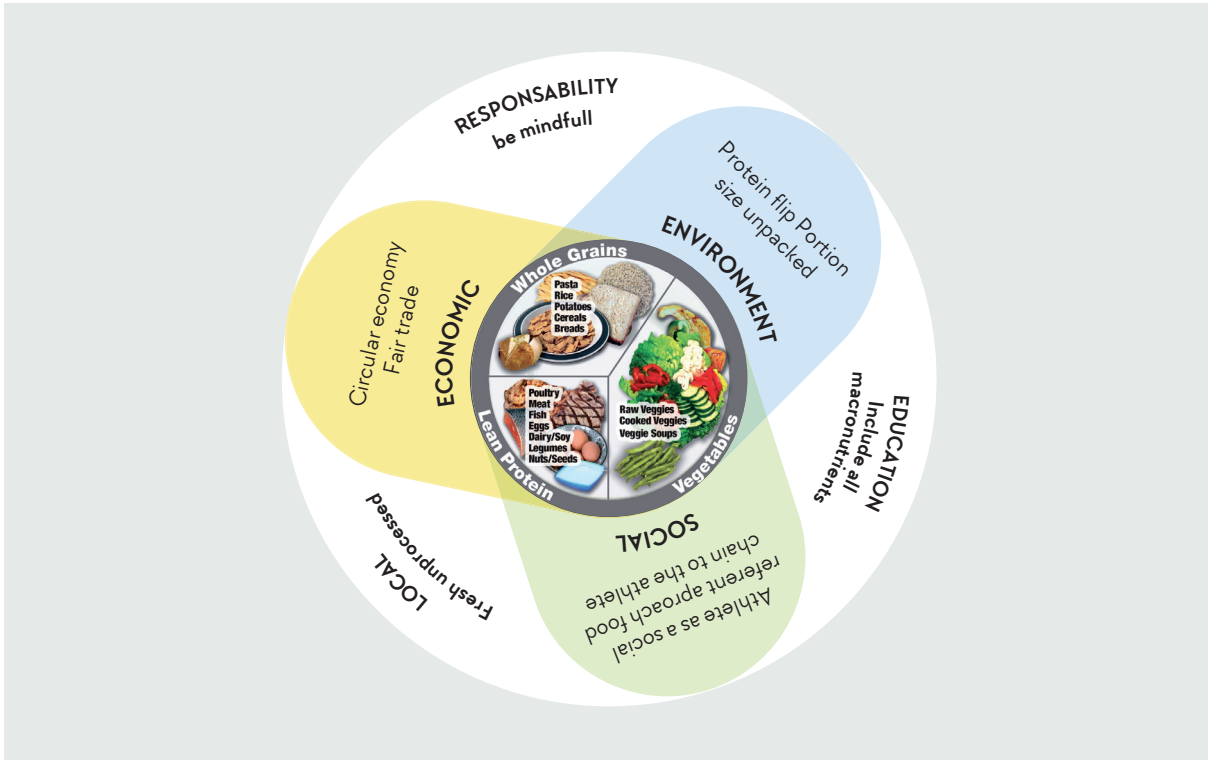 RESPONSABILITY
be mindfull
Protein flip Portion
size unpacked
ENVIRONMENT
Circular economy
Fair trade
ECONOMIC
Whole Grains
Pasta
Rice
Potatoes
Cereals
Breads
Poultry
Meat
Fish
Eggs
Dairy/Soy
Legumes
Nuts/Seeds
Lean Protein
Raw Veggies
Cooked Veggies
Veggie Soups
Vegetables
EDUCATION
Include all
macronutrients
SOCIAL
Athlete as a social
referent aproach food
chain to the athlete
LOCAL
Fresh unprocessed